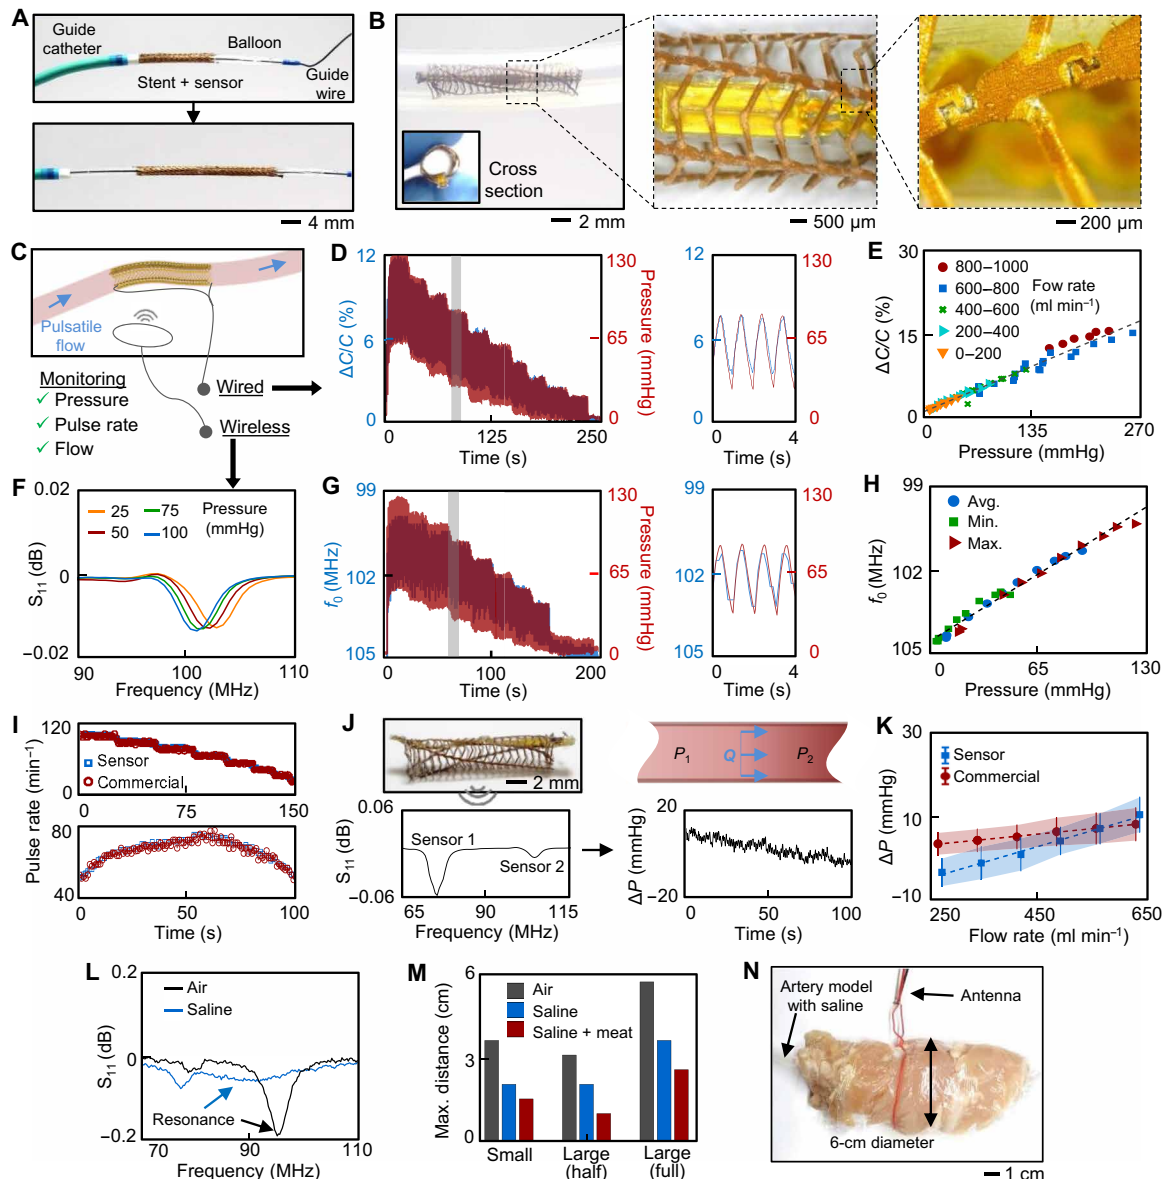 A
Guide
catheter
Balloon
Stent + sensor
Guide
wire
4 mm
B
Cross
section
2 mm
500 µm
200 µm
C
Pulsatile
flow
Monitoring
✓ Pressure
✓ Pulse rate
✓ Flow
Wired
Wireless
D
12
6
0
ΔC/C (%)
130
65
0
Pressure (mmHg)
0
125
250
Time (s)
12
6
0
130
65
0
0
4
Time (s)
E
30
15
0
ΔC/C (%)
800–1000
600–800
400–600
200–400
0–200
Fow rate
(ml min⁻¹)
0
135
270
Pressure (mmHg)
F
0.02
0
−0.02
S₁₁ (dB)
25
75
50
100
Pressure
(mmHg)
90
100
110
Frequency (MHz)
G
99
102
105
f₀ (MHz)
130
65
0
Pressure (mmHg)
0
100
200
Time (s)
99
102
105
130
65
0
0
4
Time (s)
H
99
102
105
f₀ (MHz)
Avg.
Min.
Max.
0
65
130
Pressure (mmHg)
I
120
0
Pulse rate (min⁻¹)
Sensor
Commercial
0
75
150
80
40
0
50
100
Time (s)
J
2 mm
0.06
−0.06
S₁₁ (dB)
Sensor 1
Sensor 2
65
90
115
Frequency (MHz)
P₁
Q
P₂
20
−20
ΔP (mmHg)
0
50
100
Time (s)
K
30
10
−10
ΔP (mmHg)
Sensor
Commercial
250
450
650
Flow rate (ml min⁻¹)
L
0.2
0
−0.2
S₁₁ (dB)
Air
Saline
Resonance
70
90
110
Frequency (MHz)
M
6
3
0
Max. distance (cm)
Air
Saline
Saline + meat
Small
Large
(half)
Large
(full)
N
Artery model
with saline
Antenna
6-cm diameter
1 cm